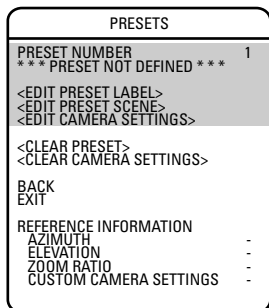 PRESETS
PRESET NUMBER 1
* * * PRESET NOT DEFINED * * *
<EDIT PRESET LABEL>
<EDIT PRESET SCENE>
<EDIT CAMERA SETTINGS>
<CLEAR PRESET>
<CLEAR CAMERA SETTINGS>
BACK
EXIT
REFERENCE INFORMATION
AZIMUTH -
ELEVATION -
ZOOM RATIO -
CUSTOM CAMERA SETTINGS -